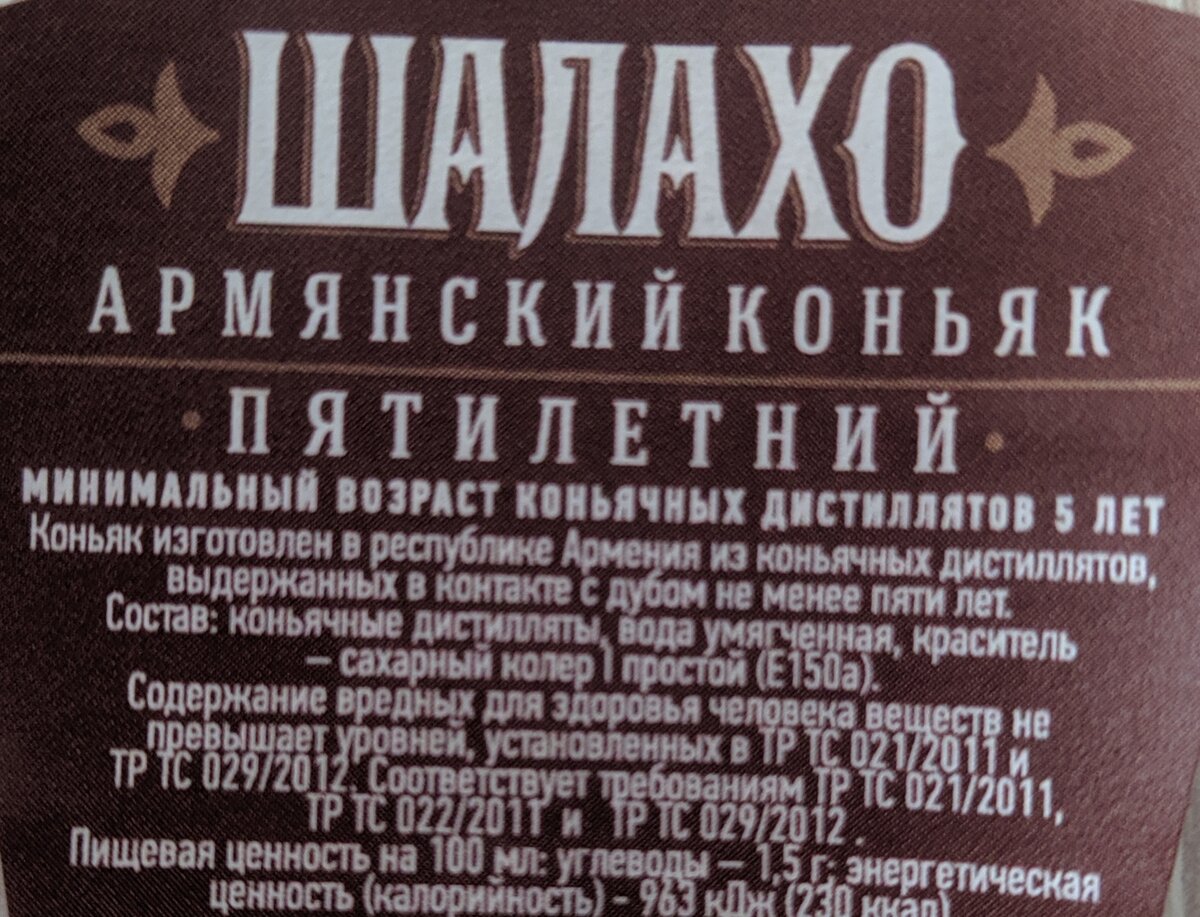 ШАЛАХО
АРМЯНСКИЙ КОНЬЯК
ПЯТИЛЕТНИЙ
МИНИМАЛЬНЫЙ ВОЗРАСТ КОНЬЯЧНЫХ ДИСТИЛЛЯТОВ 5 ЛЕТ
Коньяк изготовлен в республике Армения из коньячных дистиллятов,
выдержанных в контакте с дубом не менее пяти лет.
Состав: коньячные дистилляты, вода умягченная, краситель
– сахарный колер I простой (Е150а).
Содержание вредных для здоровья человека веществ не
превышает уровней, установленных в ТР ТС 021/2011 и
ТР ТС 029/2012. Соответствует требованиям ТР ТС 021/2011,
ТР ТС 022/2011 и ТР ТС 029/2012 .
Пищевая ценность на 100 мл: углеводы – 1,5 г; энергетическая
ценность (калорийность) - 963 кДж (230 ккал)